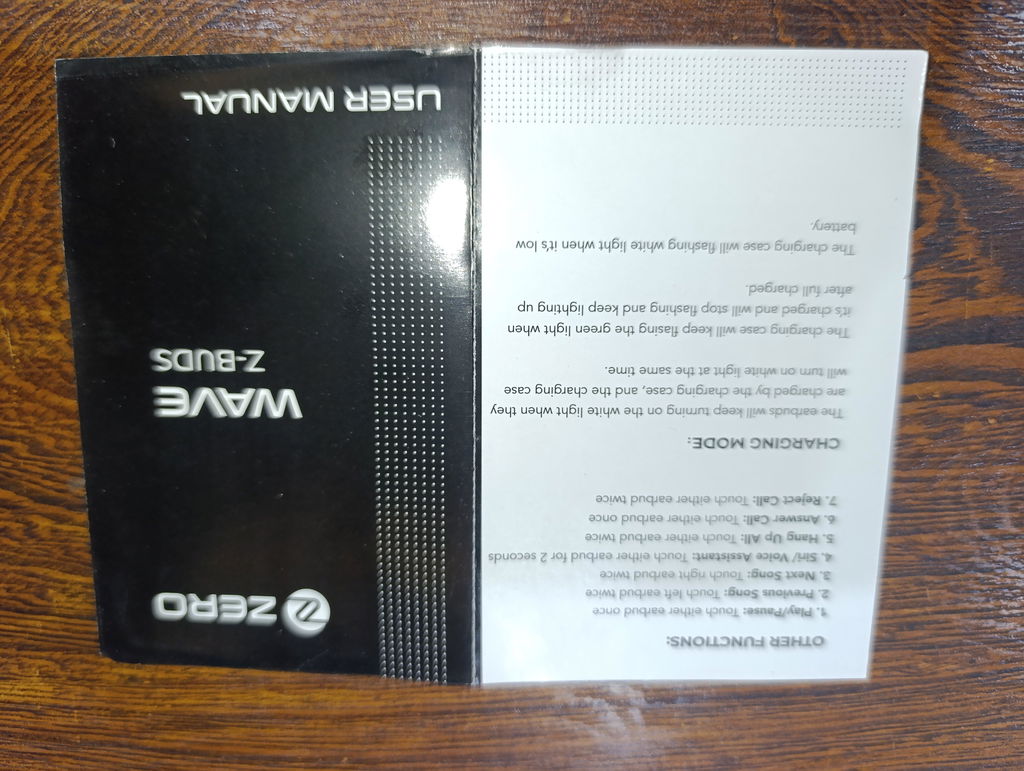 ZERO
WAVE
Z-BUDS
USER MANUAL
OTHER FUNCTIONS:
1. Play/Pause: Touch either earbud once
2. Previous Song: Touch left earbud twice
3. Next Song: Touch right earbud twice
4. Siri/ Voice Assistant: Touch either earbud for 2 seconds
5. Hang Up All: Touch either earbud twice
6. Answer Call: Touch either earbud once
7. Reject Call: Touch either earbud twice
CHARGING MODE:
The earbuds will keep turning on the white light when they
are charged by the charging case, and the charging case
will turn on white light at the same time.
The charging case will keep flasing the green light when
it's charged and will stop flashing and keep lighting up
after full charged.
The charging case will flashing white light when it's low
battery.